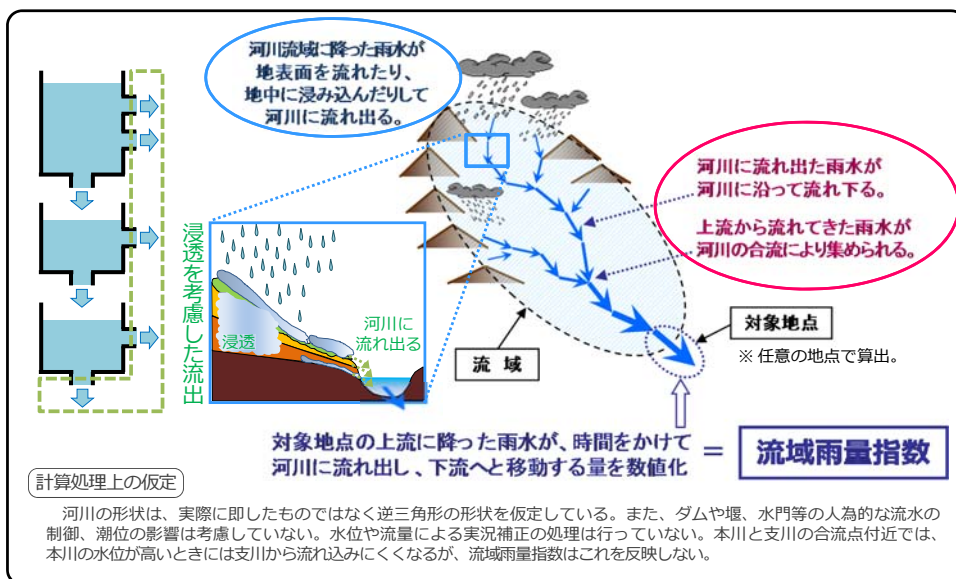 河川流域に降った雨水が
地表面を流れたり、
地中に浸み込んだりして
河川に流れ出る。
河川に流れ出た雨水が
河川に沿って流れ下る。
上流から流れてきた雨水が
河川の合流により集められる。
浸透を考慮した流出
浸透
河川に
流れ出る
流 域
対象地点
※ 任意の地点で算出。
対象地点の上流に降った雨水が、時間をかけて
河川に流れ出し、下流へと移動する量を数値化
=
流域雨量指数
計算処理上の仮定
河川の形状は、実際に即したものではなく逆三角形の形状を仮定している。また、ダムや堰、水門等の人為的な流水の
制御、潮位の影響は考慮していない。水位や流量による実況補正の処理は行っていない。本川と支川の合流点付近では、
本川の水位が高いときには支川から流れ込みにくくなるが、流域雨量指数はこれを反映しない。